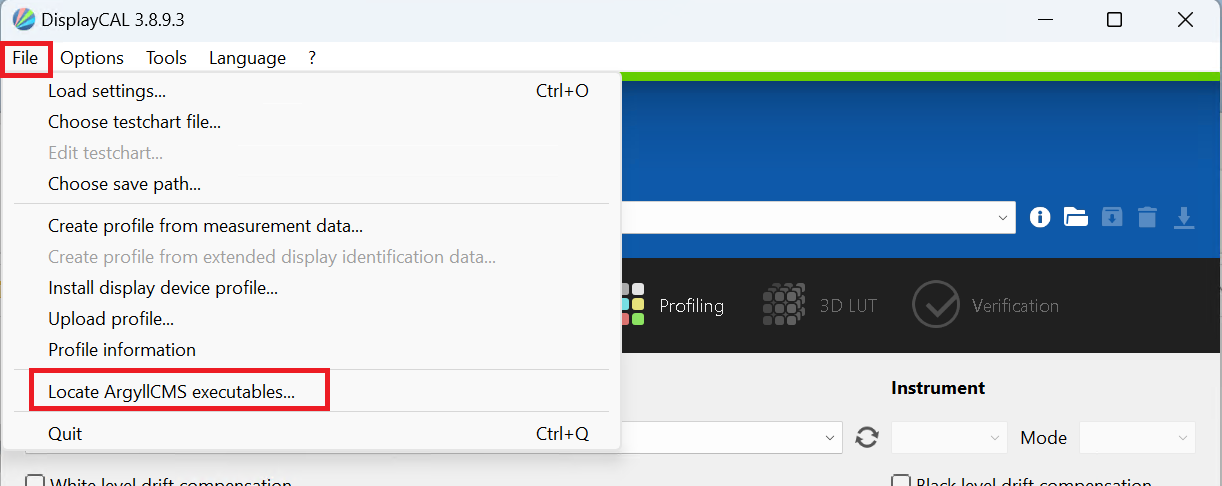 DisplayCAL 3.8.9.3
File Options Tools Language ?
Load settings... Ctrl+O
Choose testchart file...
Edit testchart...
Choose save path...
Create profile from measurement data...
Create profile from extended display identification data...
Install display device profile...
Upload profile...
Profile information
Locate ArgyllCMS executables...
Quit Ctrl+Q
Profiling 3D LUT Verification
Instrument
Mode
White level drift compensation Black level drift compensation